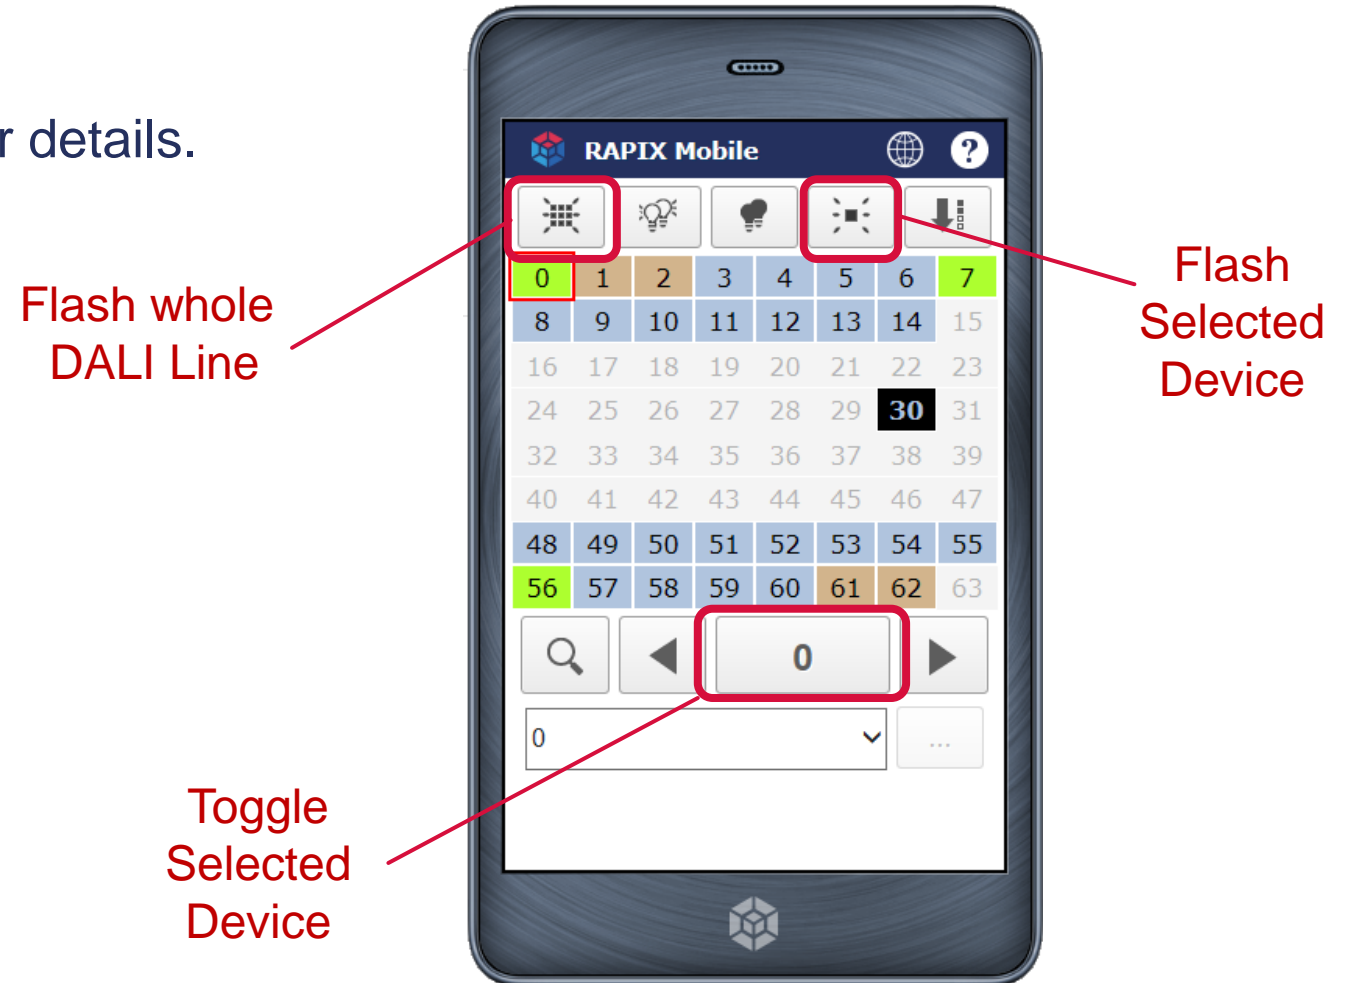 r details.
RAPIX Mobile
?
Flash whole
DALI Line
Flash
Selected
Device
0 1 2 3 4 5 6 7
8 9 10 11 12 13 14 15
16 17 18 19 20 21 22 23
24 25 26 27 28 29 30 31
32 33 34 35 36 37 38 39
40 41 42 43 44 45 46 47
48 49 50 51 52 53 54 55
56 57 58 59 60 61 62 63
0
0
...
Toggle
Selected
Device